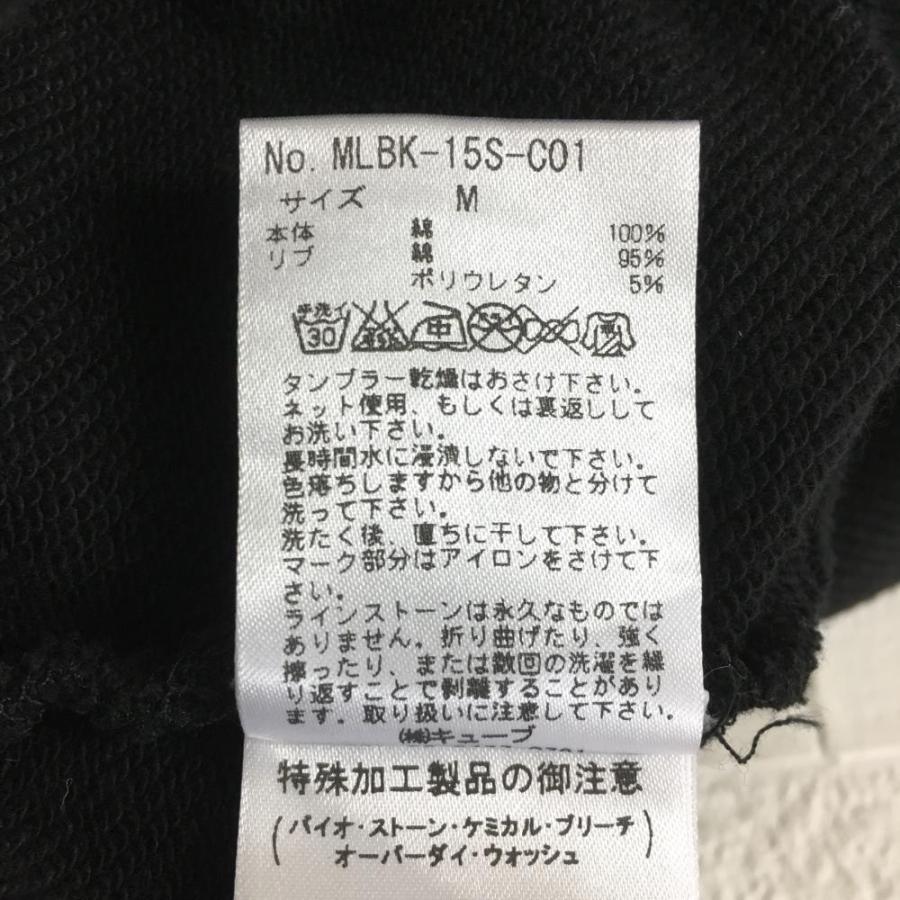 No. MLBK-15S-C01
サイズ M
本体 綿 100%
リブ 綿 95%
ポリウレタン 5%
手洗イ 30 中
タンブラー乾燥はおさけ下さい。
ネット使用、もしくは裏返しして
お洗い下さい。
長時間水に浸漬しないで下さい。
色落ちしますから他の物と分けて
洗って下さい。
洗たく後、直ちに干して下さい。
マーク部分はアイロンをさけて下
さい。
ラインストーンは永久なものでは
ありません。折り曲げたり、強く
擦ったり、または数回の洗濯を繰
り返すことで剥離することがあり
ます。取り扱いに注意して下さい。
㈱キューブ
特殊加工製品の御注意
(バイオ・ストーン・ケミカル・ブリーチ
オーバーダイ・ウォッシュ)